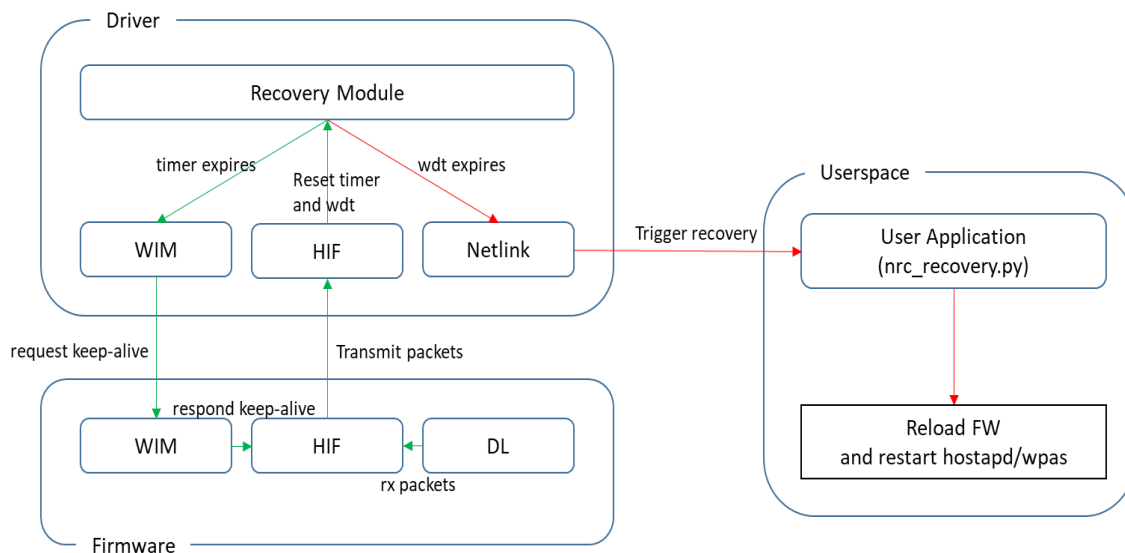 Driver
Recovery Module
timer expires
wdt expires
Reset timer
and wdt
WIM
HIF
Netlink
Trigger recovery
Userspace
User Application
(nrc_recovery.py)
request keep-alive
Transmit packets
respond keep-alive
WIM
HIF
DL
rx packets
Reload FW
and restart hostapd/wpas
Firmware